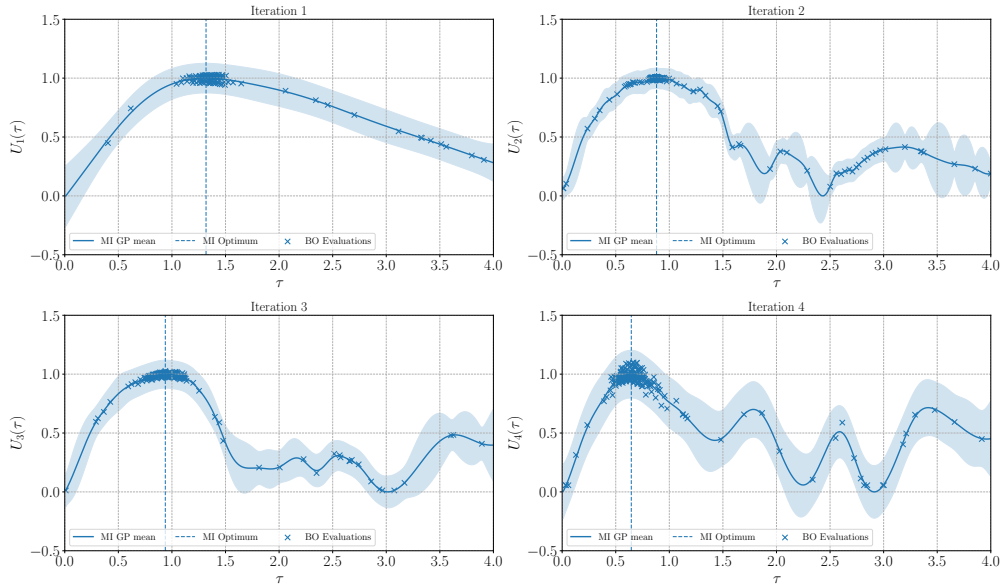 Iteration 1
1.5
1.0
0.5
0.0
−0.5
U₁(τ)
MI GP mean
MI Optimum
BO Evaluations
0.0 0.5 1.0 1.5 2.0 2.5 3.0 3.5 4.0
τ
Iteration 2
1.5
1.0
0.5
0.0
−0.5
U₂(τ)
MI GP mean
MI Optimum
BO Evaluations
0.0 0.5 1.0 1.5 2.0 2.5 3.0 3.5 4.0
τ
Iteration 3
1.5
1.0
0.5
0.0
−0.5
U₃(τ)
MI GP mean
MI Optimum
BO Evaluations
0.0 0.5 1.0 1.5 2.0 2.5 3.0 3.5 4.0
τ
Iteration 4
1.5
1.0
0.5
0.0
−0.5
U₄(τ)
MI GP mean
MI Optimum
BO Evaluations
0.0 0.5 1.0 1.5 2.0 2.5 3.0 3.5 4.0
τ